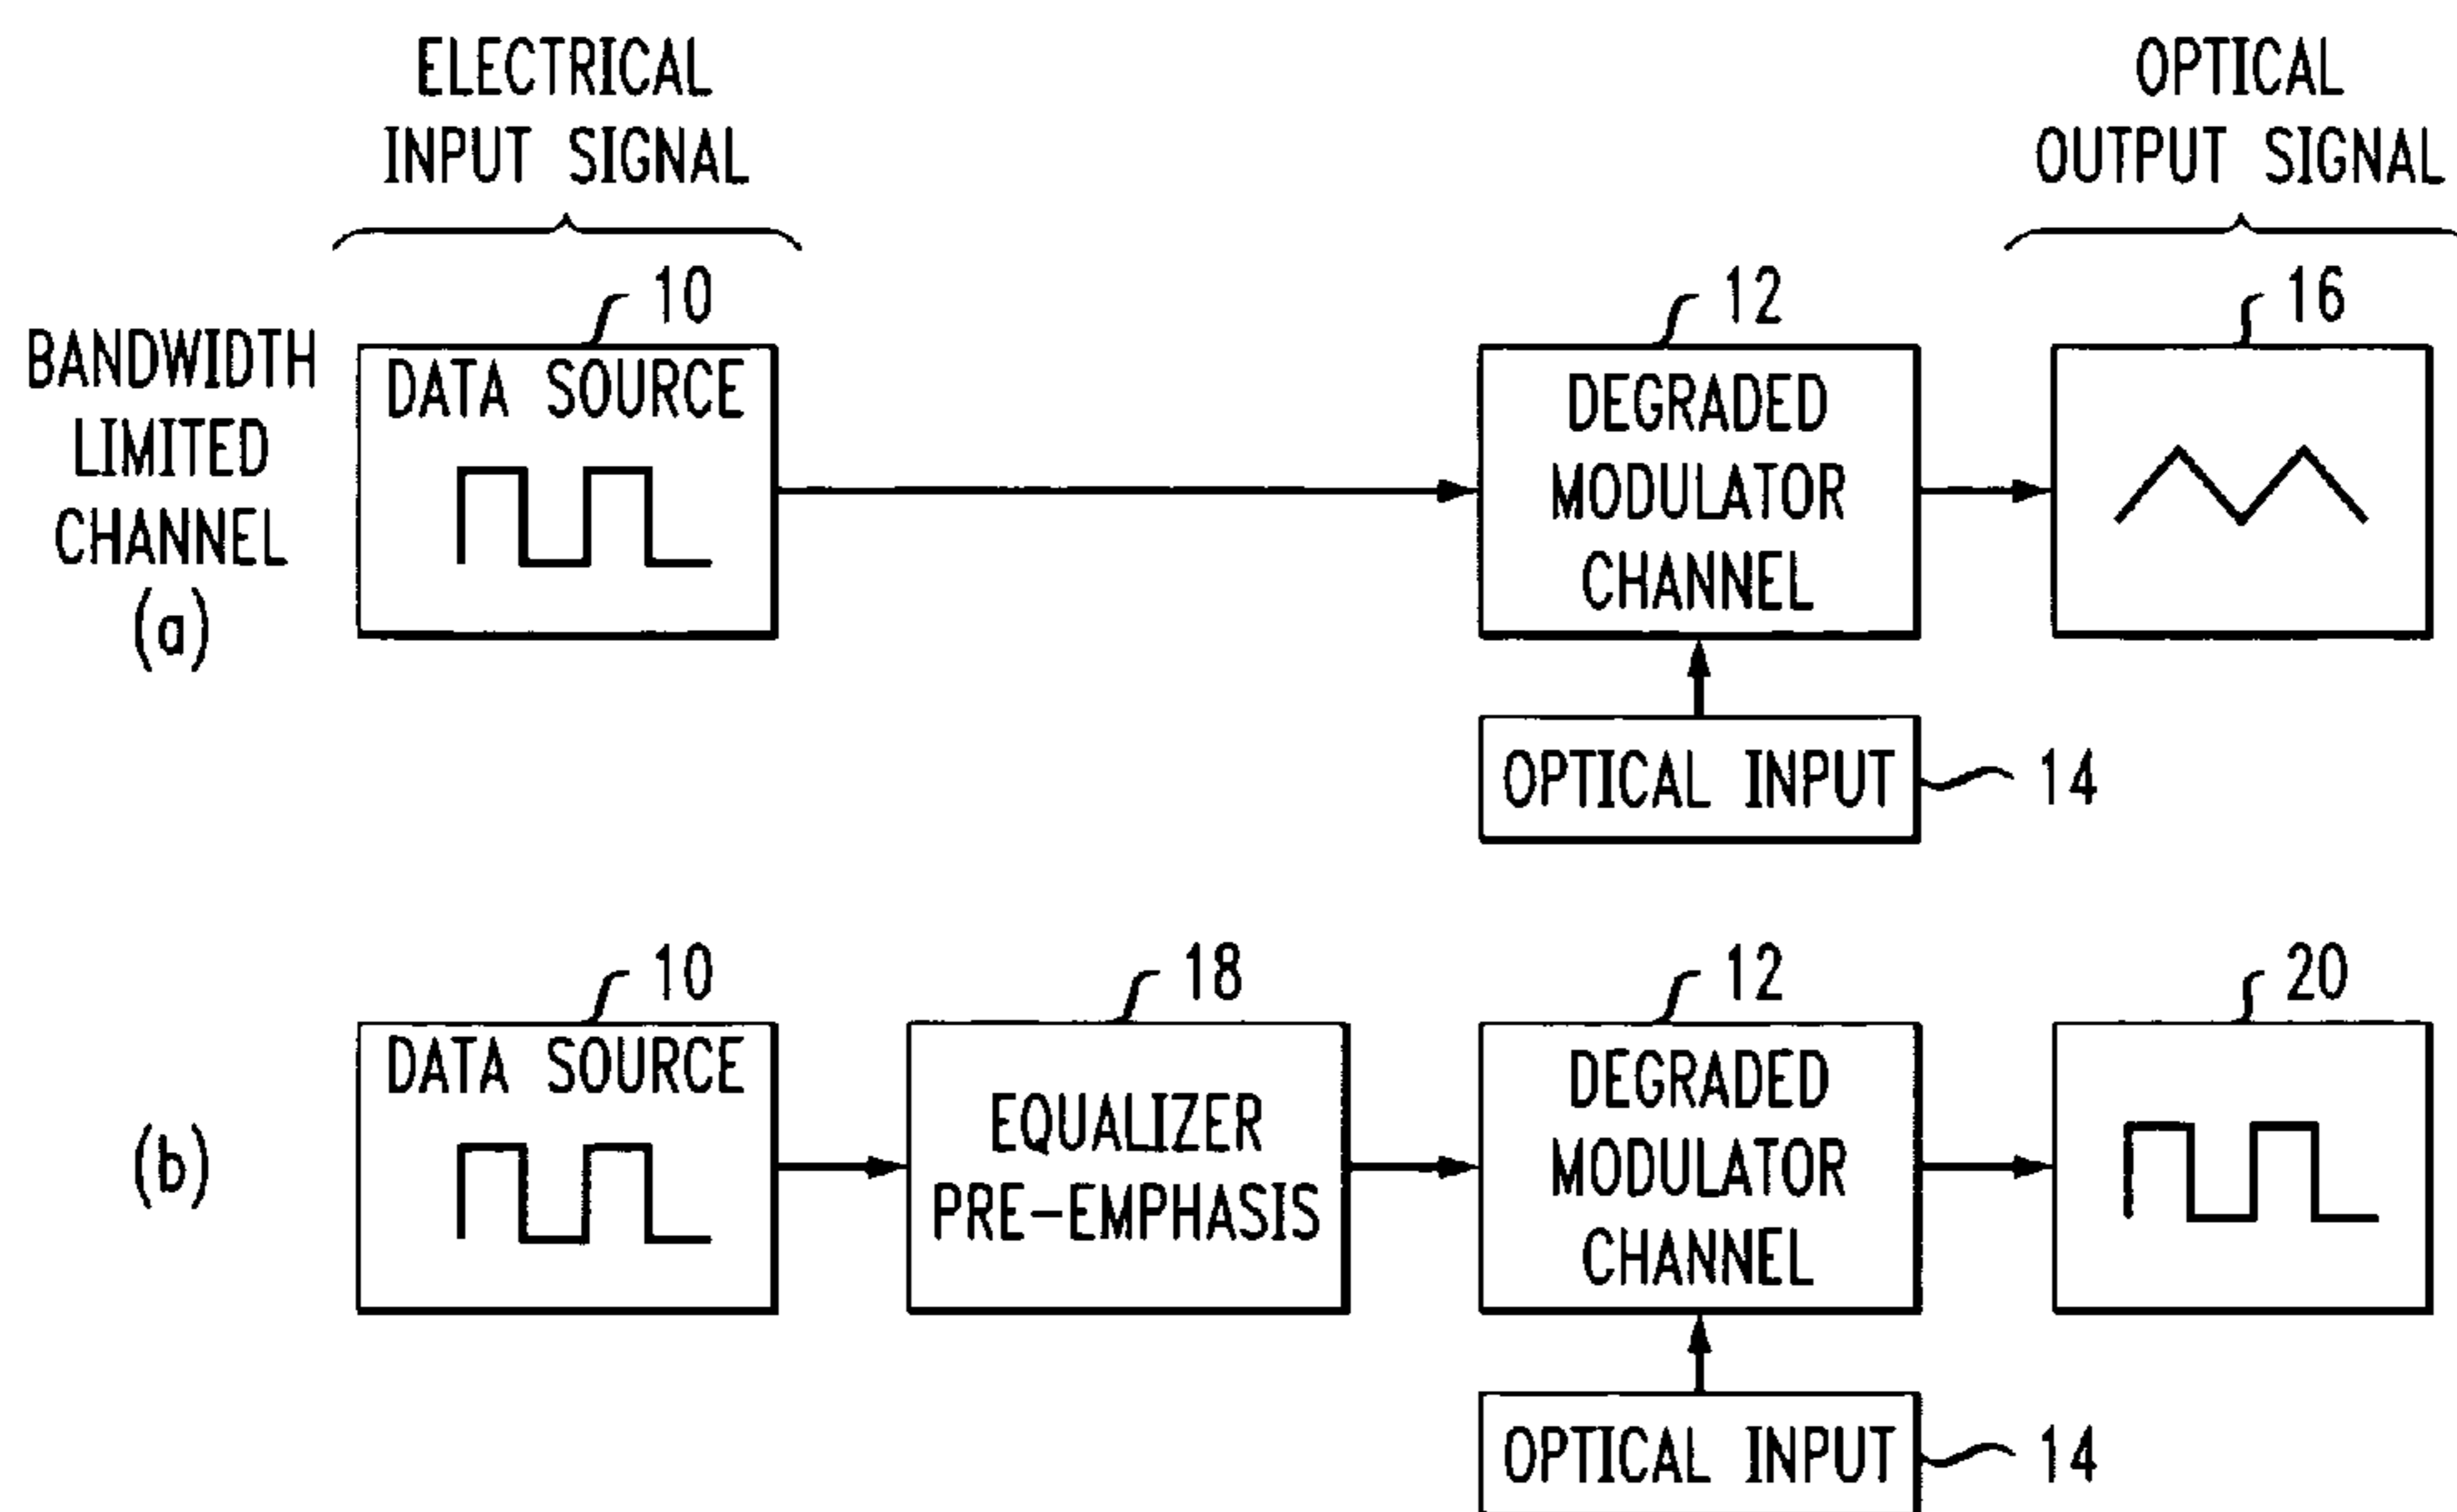 ELECTRICAL
INPUT SIGNAL
OPTICAL
OUTPUT SIGNAL
BANDWIDTH
LIMITED
CHANNEL
(a)
10
DATA SOURCE
12
DEGRADED
MODULATOR
CHANNEL
16
OPTICAL INPUT
14
(b)
10
DATA SOURCE
18
EQUALIZER
PRE-EMPHASIS
12
DEGRADED
MODULATOR
CHANNEL
20
OPTICAL INPUT
14